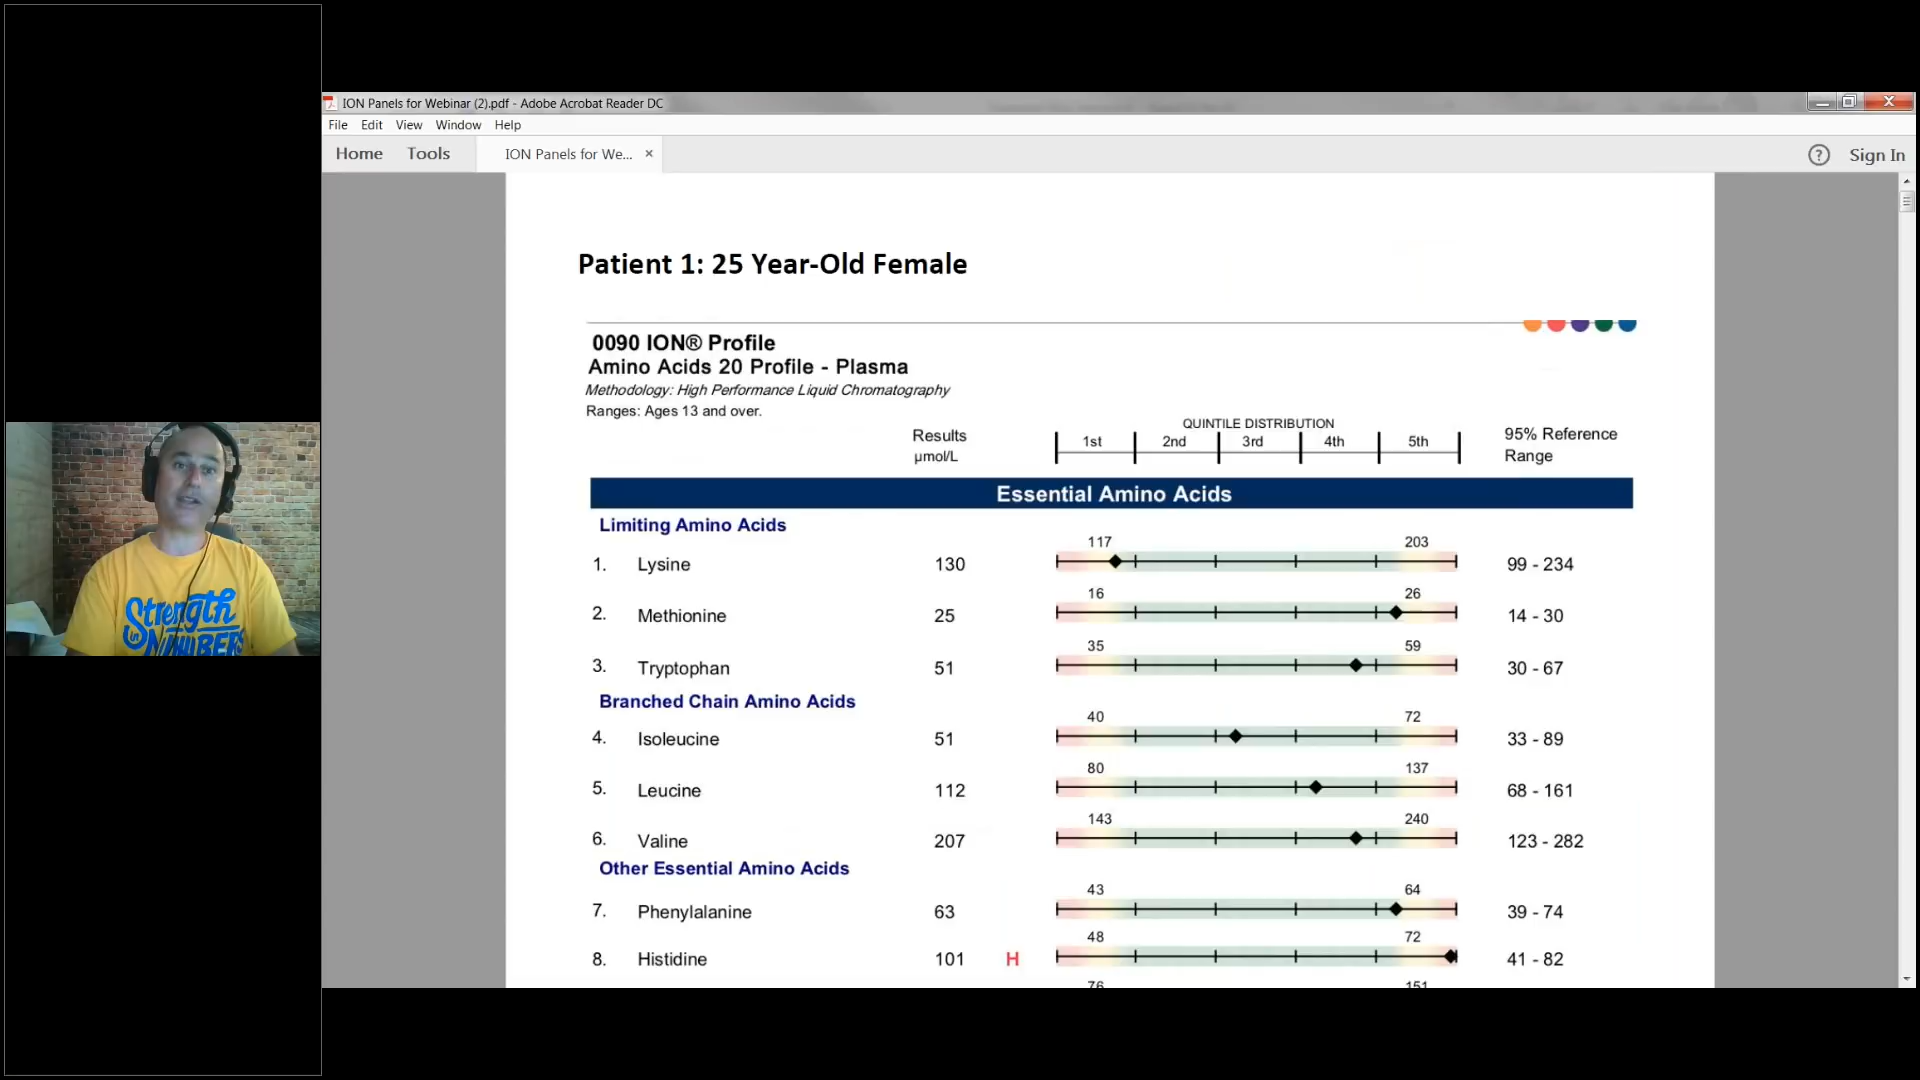 ION Panels for Webinar (2).pdf - Adobe Acrobat Reader DC
File Edit View Window Help
Home Tools ION Panels for We... × ? Sign In
Patient 1: 25 Year-Old Female
0090 ION® Profile
Amino Acids 20 Profile - Plasma
Methodology: High Performance Liquid Chromatography
Ranges: Ages 13 and over.
Results
µmol/L
QUINTILE DISTRIBUTION
1st 2nd 3rd 4th 5th
95% Reference
Range
Essential Amino Acids
Limiting Amino Acids
117 203
1. Lysine 130 99 - 234
16 26
2. Methionine 25 14 - 30
35 59
3. Tryptophan 51 30 - 67
Branched Chain Amino Acids
40 72
4. Isoleucine 51 33 - 89
80 137
5. Leucine 112 68 - 161
143 240
6. Valine 207 123 - 282
Other Essential Amino Acids
43 64
7. Phenylalanine 63 39 - 74
48 72
8. Histidine 101 H 41 - 82
76 151
Strength
in NUMBERS